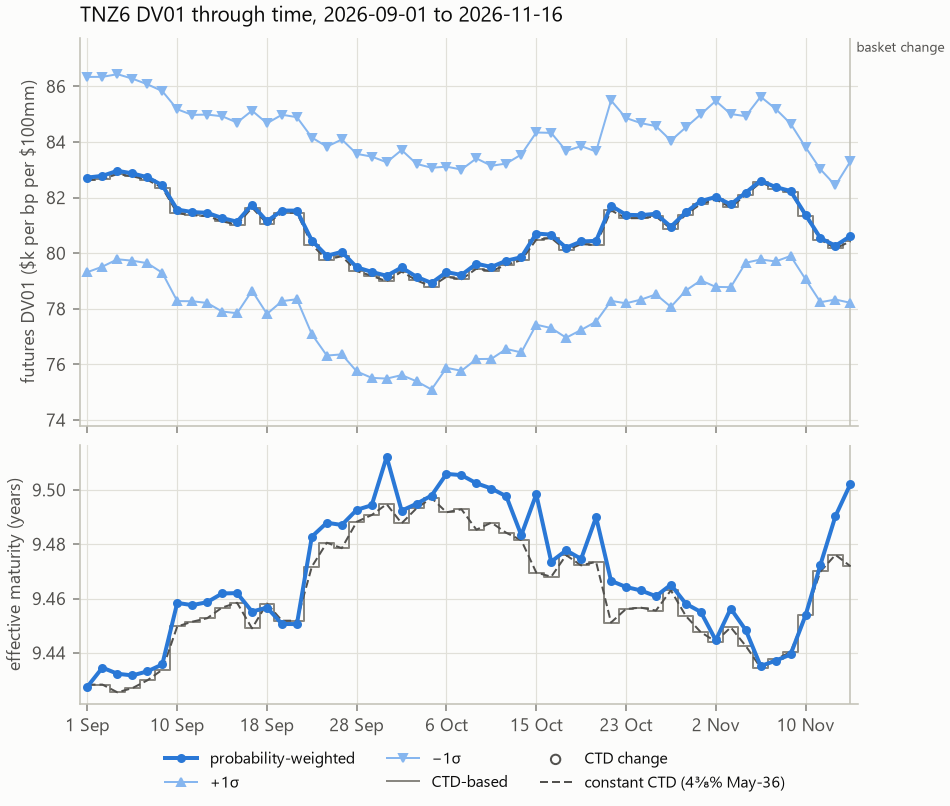 TNZ6 DV01 through time, 2026-09-01 to 2026-11-16
basket change
futures DV01 ($k per bp per $100mm)
86
84
82
80
78
76
74
effective maturity (years)
9.50
9.48
9.46
9.44
1 Sep 10 Sep 18 Sep 28 Sep 6 Oct 15 Oct 23 Oct 2 Nov 10 Nov
probability-weighted −1σ CTD change
+1σ CTD-based constant CTD (4⅜% May-36)